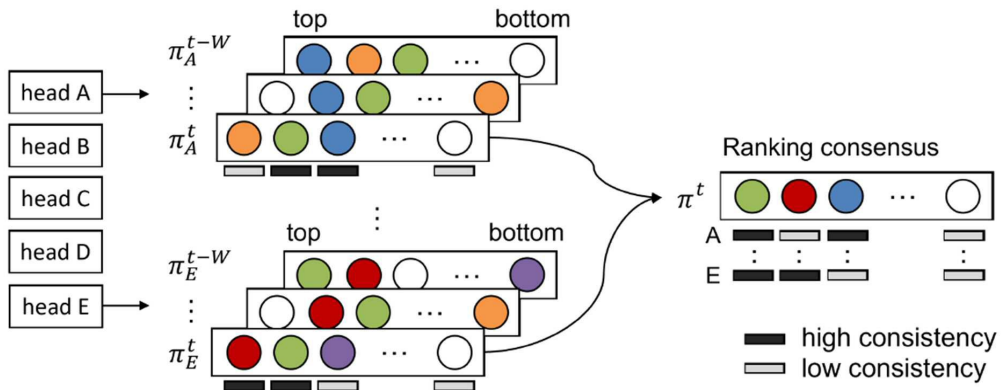 head A
head B
head C
head D
head E
top
bottom
π_A^{t−W}
⋮
π_A^t
...
...
...
⋮
top
bottom
π_E^{t−W}
⋮
π_E^t
...
...
...
Ranking consensus
π^t
...
A
⋮
⋮
⋮
⋮
E
high consistency
low consistency